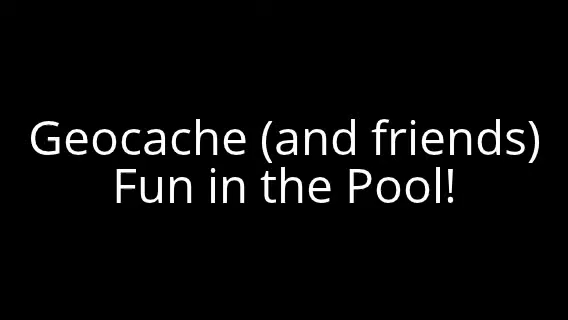 Geocache (and friends)
Fun in the Pool!